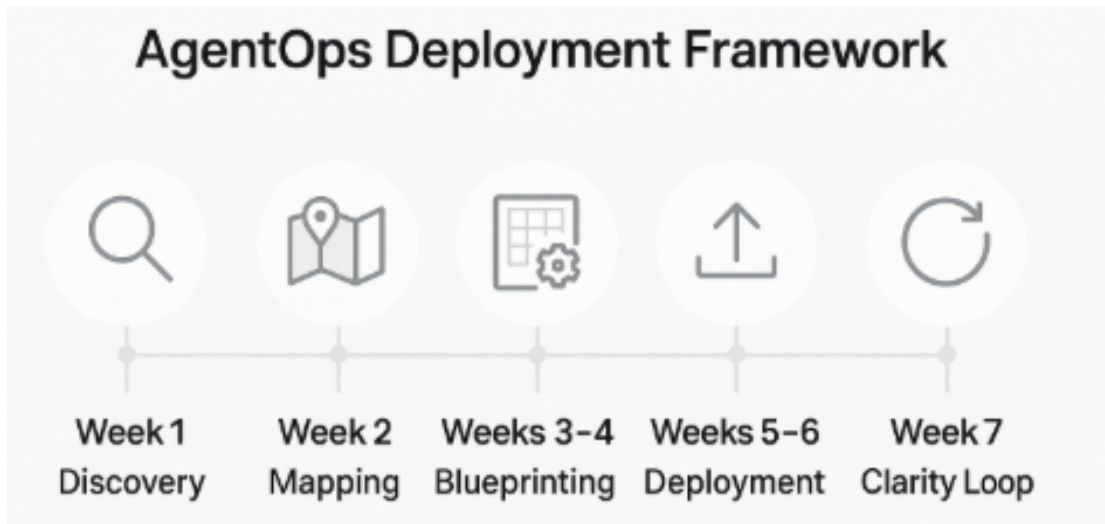 AgentOps Deployment Framework
Week 1
Discovery
Week 2
Mapping
Weeks 3–4
Blueprinting
Weeks 5–6
Deployment
Week 7
Clarity Loop